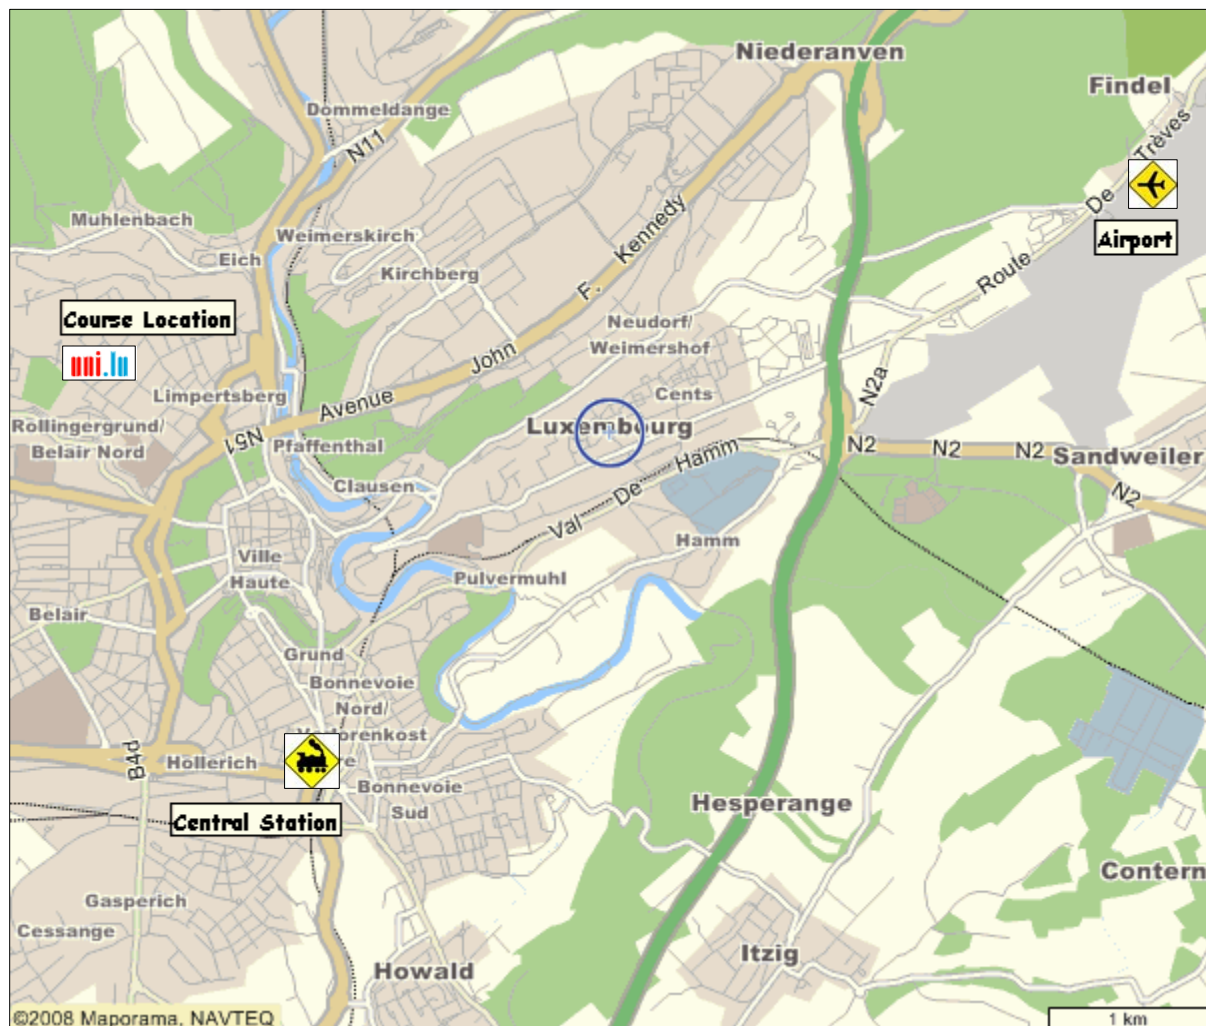 Niederanven
Findel
Dommeldange
N11
Trèves
De
Route
Airport
Muhlenbach
Weimerskirch
Eich
Kirchberg
Kennedy
F.
John
Avenue
Course Location
uni.lu
Neudorf/
Weimershof
Limpertsberg
Cents
N2a
Rollingergrund/
Belair Nord
N51
Pfaffenthal
Luxembourg
Hamm
De
Val
N2
N2
N2
Sandweiler
N2
Clausen
Ville
Haute
Hamm
Pulvermuhl
Belair
Grund
Bonnevoie
Nord/
B4d
Hollerich
Bonnevoie
Sud
Central Station
Hesperange
Contern
Gasperich
Cessange
Howald
Itzig
©2008 Maporama, NAVTEQ
1 km